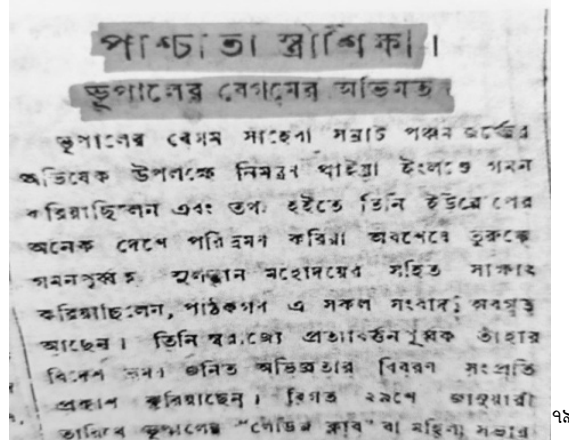 পাশ্চাত্য স্ত্রীশিক্ষা।
ভূপালের বেগমের অভিমত।
ভূপালের বেগম সাহেবা সম্রাট পঞ্চম জর্জ্জের
অভিষেক উপলক্ষে নিমন্ত্রণ পাইয়া ইংলণ্ডে গমন
করিয়াছিলেন এবং তথা হইতে তিনি ইউরোপের
অনেক দেশে পরিভ্রমণ করিয়া অবশেষে তুরুস্কে
গমনপূর্ব্বক সুলতান মহোদয়ের সহিত সাক্ষাৎ
করিয়াছিলেন, পাঠকগণ এ সকল সংবাদ অবগত
আছেন। তিনি স্বরাজ্যে প্রত্যাবর্ত্তনপূর্ব্বক তাঁহার
বিদেশ ভ্রমণ জনিত অভিজ্ঞতার বিবরণ সংপ্রতি
প্রকাশ করিয়াছেন। বিগত ২৯শে জানুয়ারী
তারিখে ভূপালের "লেডিস ক্লাব" বা মহিলা সভার
৭৯